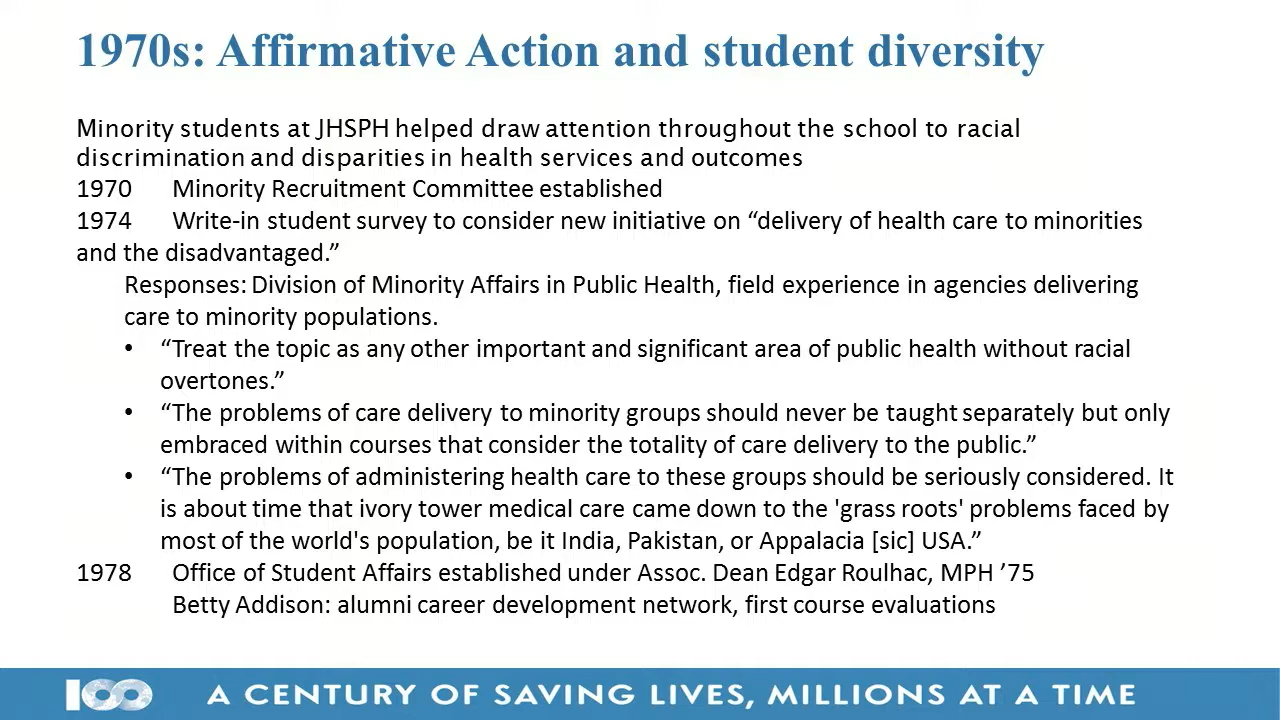 1970s: Affirmative Action and student diversity
Minority students at JHSPH helped draw attention throughout the school to racial
discrimination and disparities in health services and outcomes
1970 Minority Recruitment Committee established
1974 Write-in student survey to consider new initiative on “delivery of health care to minorities
and the disadvantaged.”
Responses: Division of Minority Affairs in Public Health, field experience in agencies delivering
care to minority populations.
• “Treat the topic as any other important and significant area of public health without racial
overtones.”
• “The problems of care delivery to minority groups should never be taught separately but only
embraced within courses that consider the totality of care delivery to the public.”
• “The problems of administering health care to these groups should be seriously considered. It
is about time that ivory tower medical care came down to the 'grass roots' problems faced by
most of the world's population, be it India, Pakistan, or Appalacia [sic] USA.”
1978 Office of Student Affairs established under Assoc. Dean Edgar Roulhac, MPH ’75
Betty Addison: alumni career development network, first course evaluations
100 A CENTURY OF SAVING LIVES, MILLIONS AT A TIME